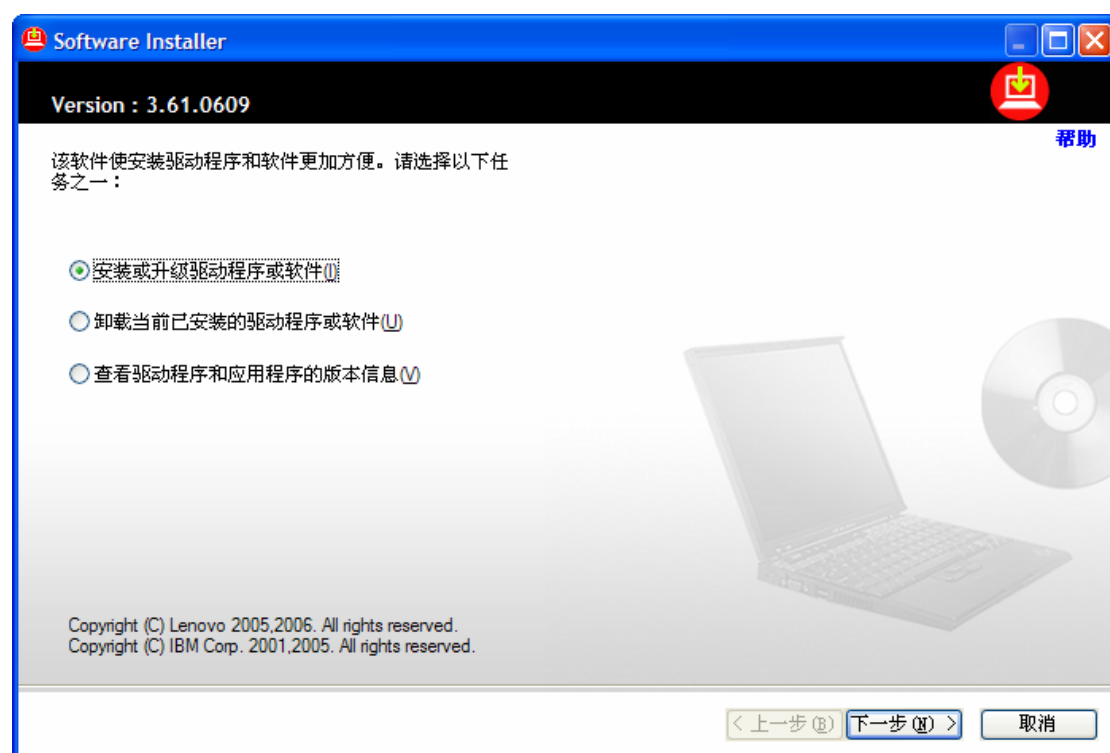 Software Installer
Version : 3.61.0609
帮助
该软件使安装驱动程序和软件更加方便。请选择以下任
务之一：
安装或升级驱动程序或软件(I)
卸载当前已安装的驱动程序或软件(U)
查看驱动程序和应用程序的版本信息(V)
Copyright (C) Lenovo 2005,2006. All rights reserved.
Copyright (C) IBM Corp. 2001,2005. All rights reserved.
< 上一步(B) 下一步(N) > 取消